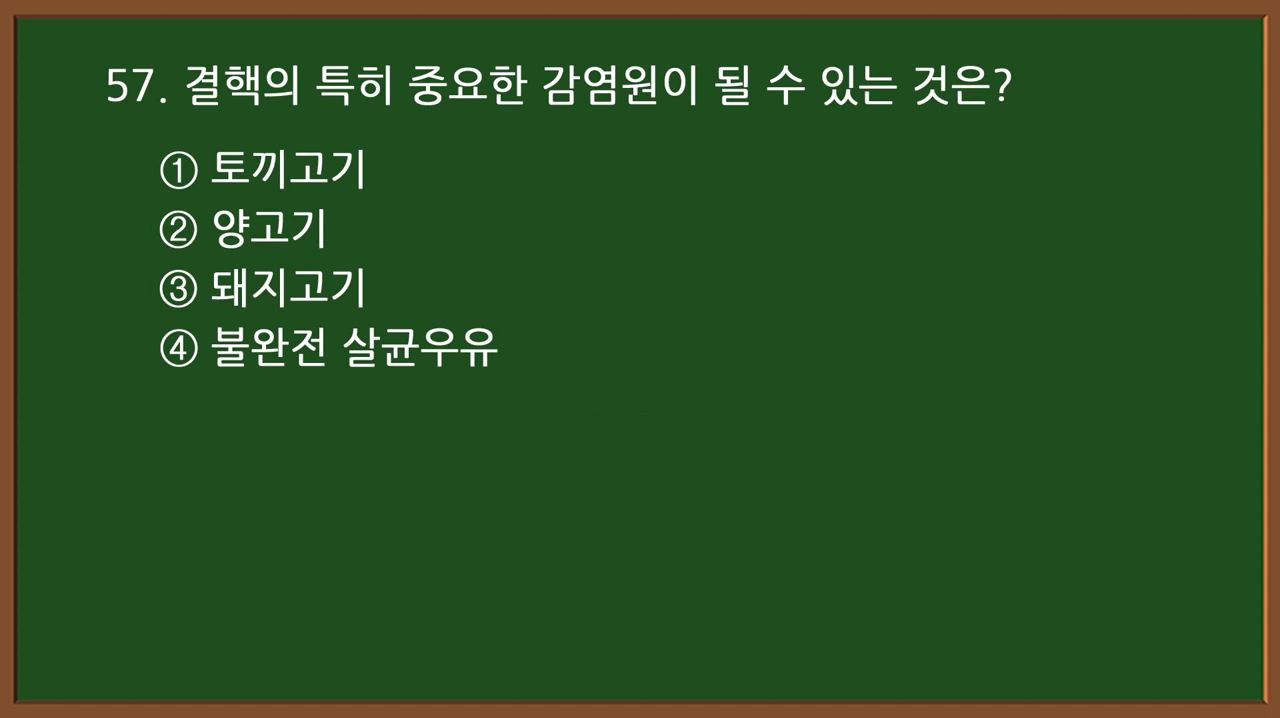 57. 결핵의 특히 중요한 감염원이 될 수 있는 것은?
① 토끼고기
② 양고기
③ 돼지고기
④ 불완전 살균우유